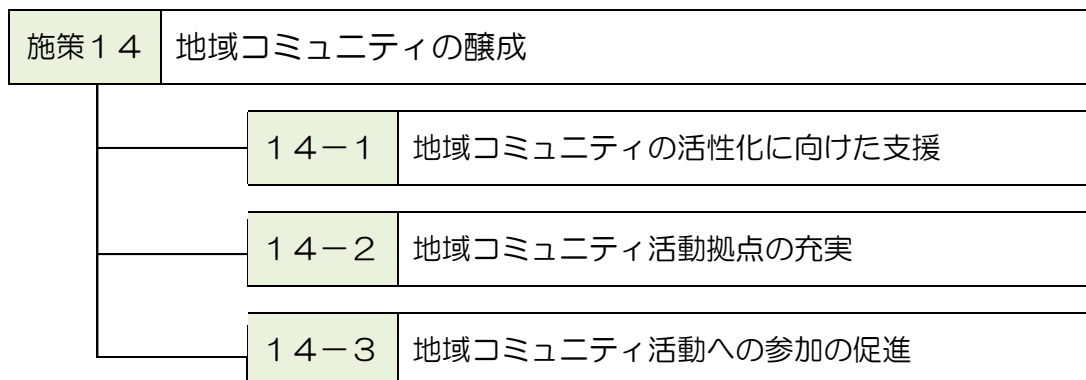 施策１４ 地域コミュニティの醸成
１４－１ 地域コミュニティの活性化に向けた支援
１４－２ 地域コミュニティ活動拠点の充実
１４－３ 地域コミュニティ活動への参加の促進